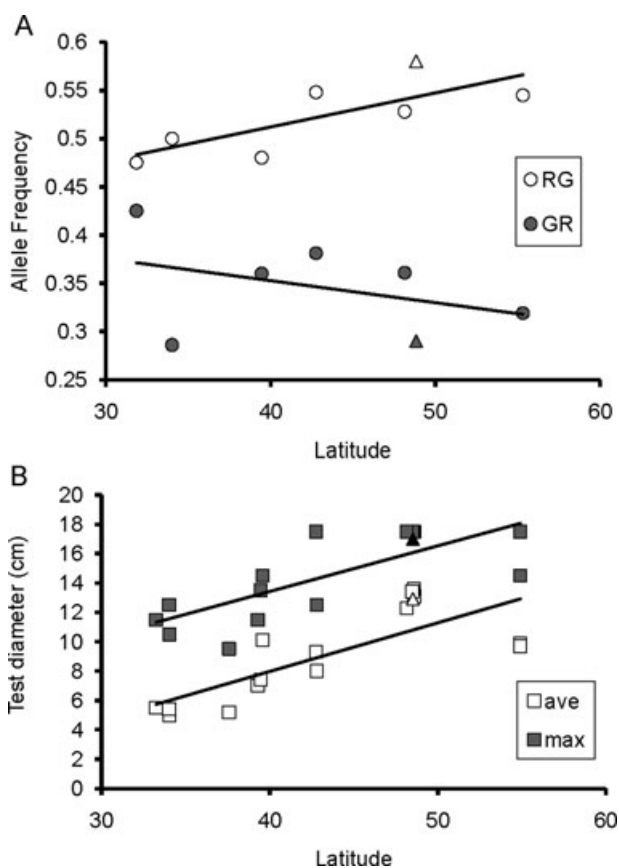 A
0.6
0.55
0.5
0.45
0.4
0.35
0.3
0.25
Allele Frequency
RG
GR
30 40 50 60
Latitude
B
20
18
16
14
12
10
8
6
4
2
0
Test diameter (cm)
ave
max
30 40 50 60
Latitude